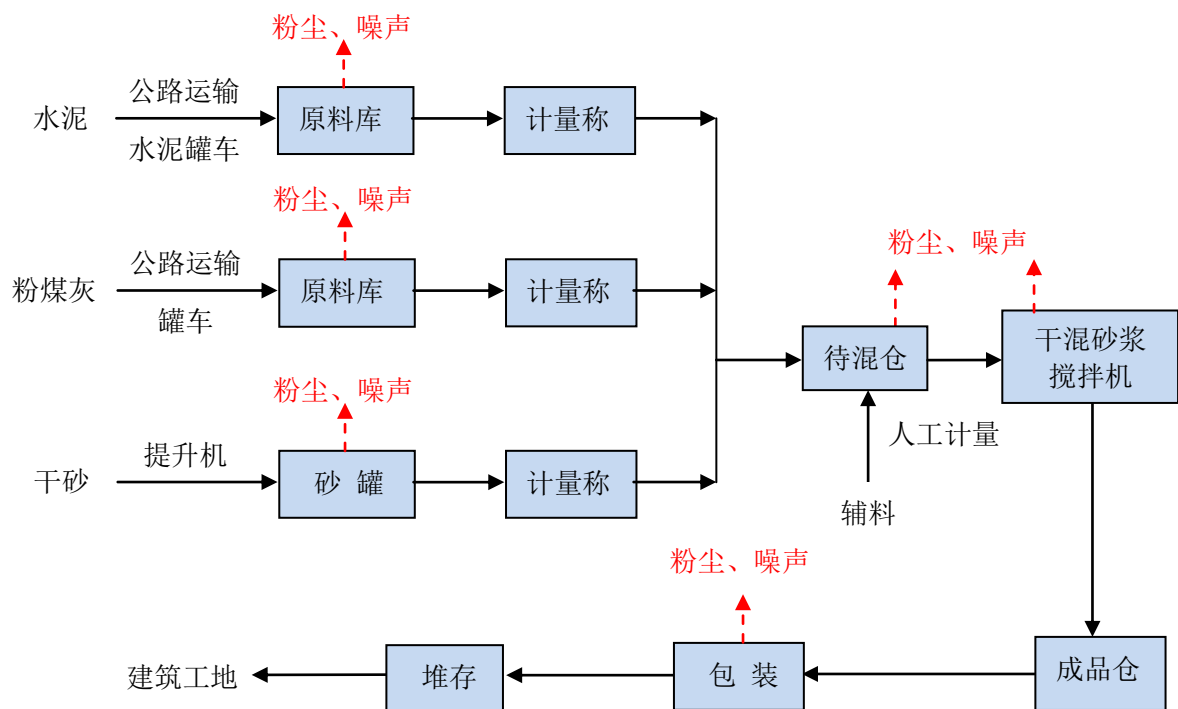 粉尘、噪声
水泥
公路运输
水泥罐车
原料库
计量称
粉尘、噪声
粉煤灰
公路运输
罐车
原料库
计量称
粉尘、噪声
待混仓
干混砂浆
搅拌机
粉尘、噪声
干砂
提升机
砂 罐
计量称
人工计量
辅料
粉尘、噪声
建筑工地
堆存
包 装
成品仓